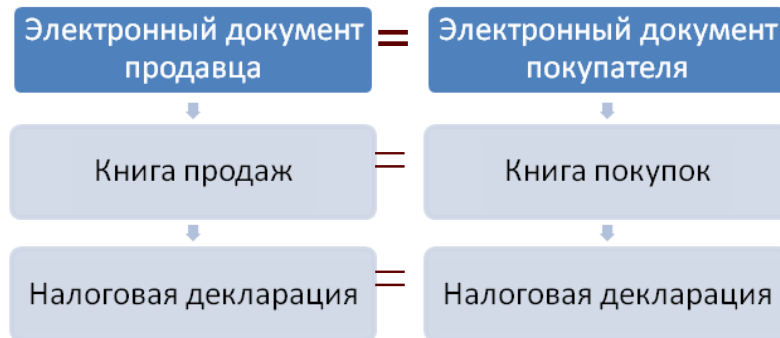 Электронный документ
продавца
=
Электронный документ
покупателя
Книга продаж
=
Книга покупок
Налоговая декларация
=
Налоговая декларация